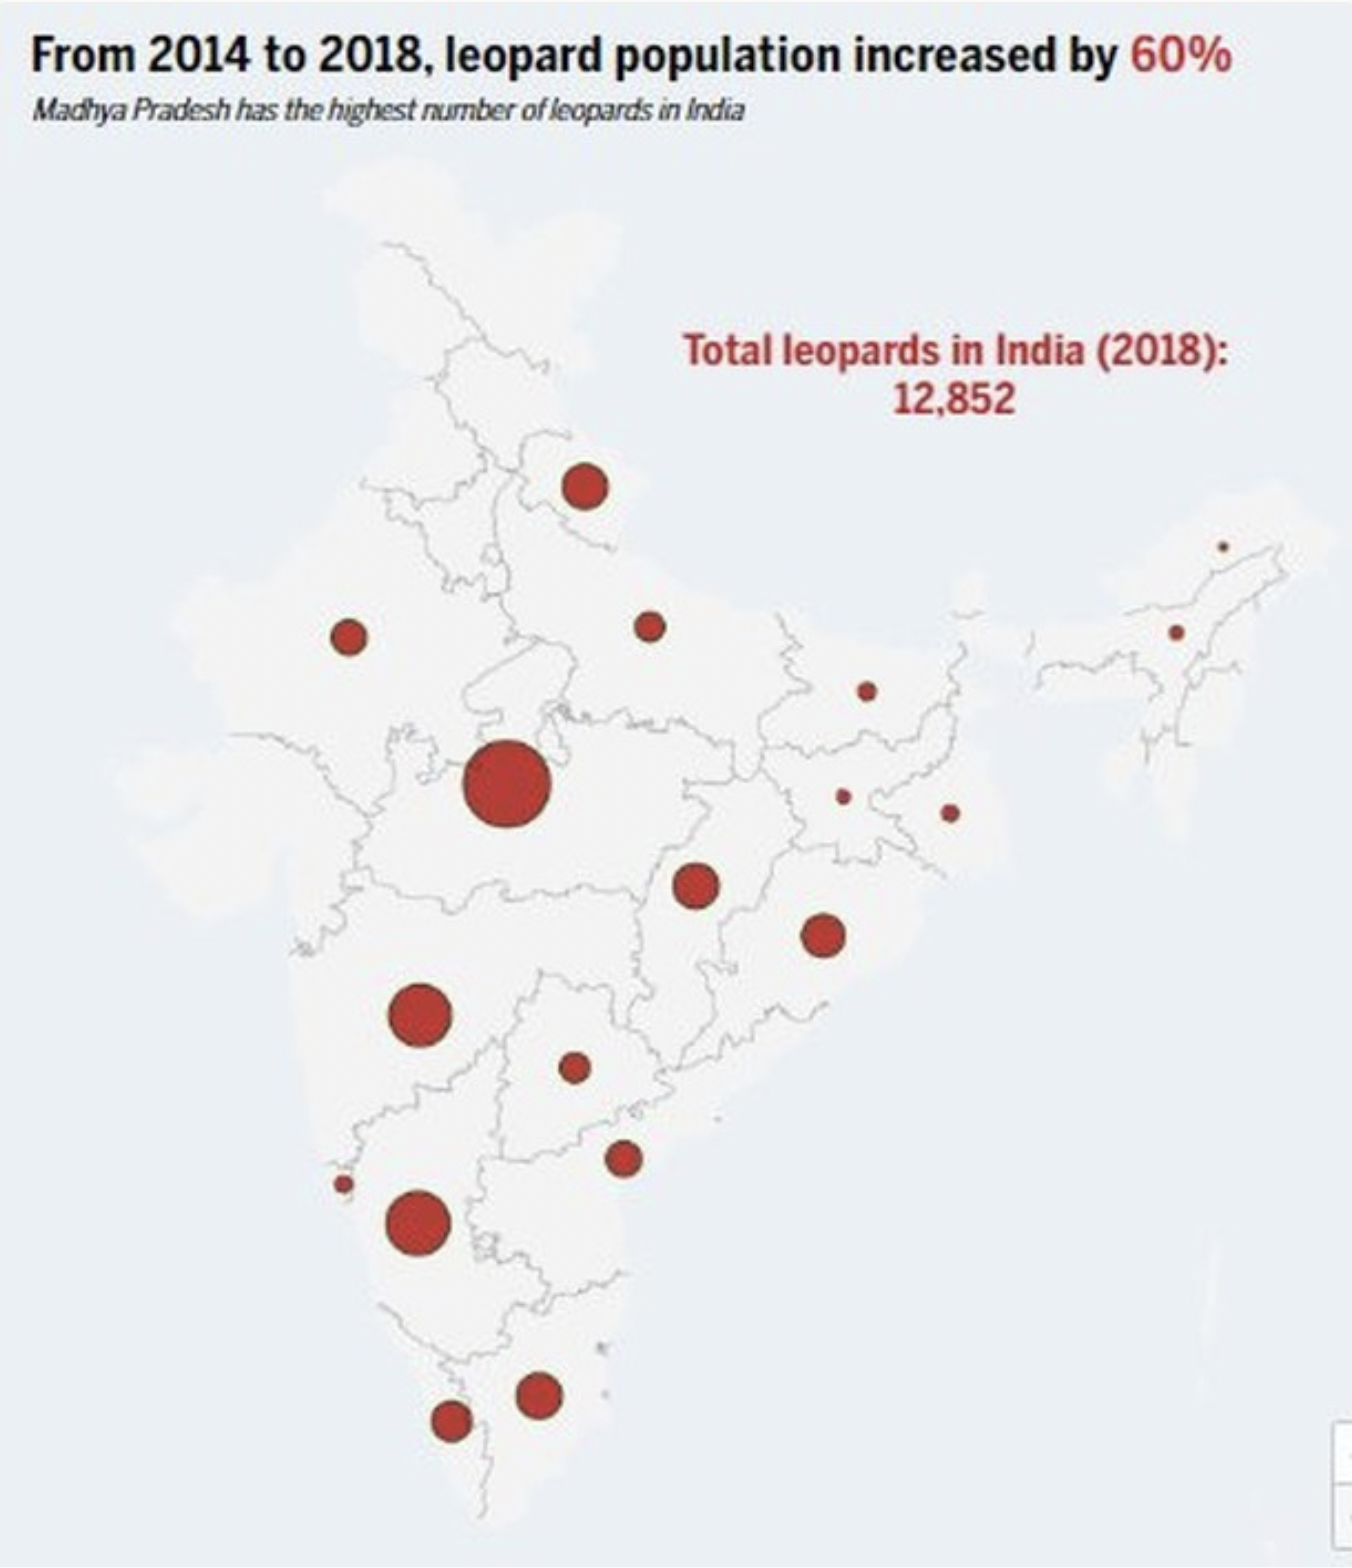 From 2014 to 2018, leopard population increased by 60%
Madhya Pradesh has the highest number of leopards in India
Total leopards in India (2018):
12,852